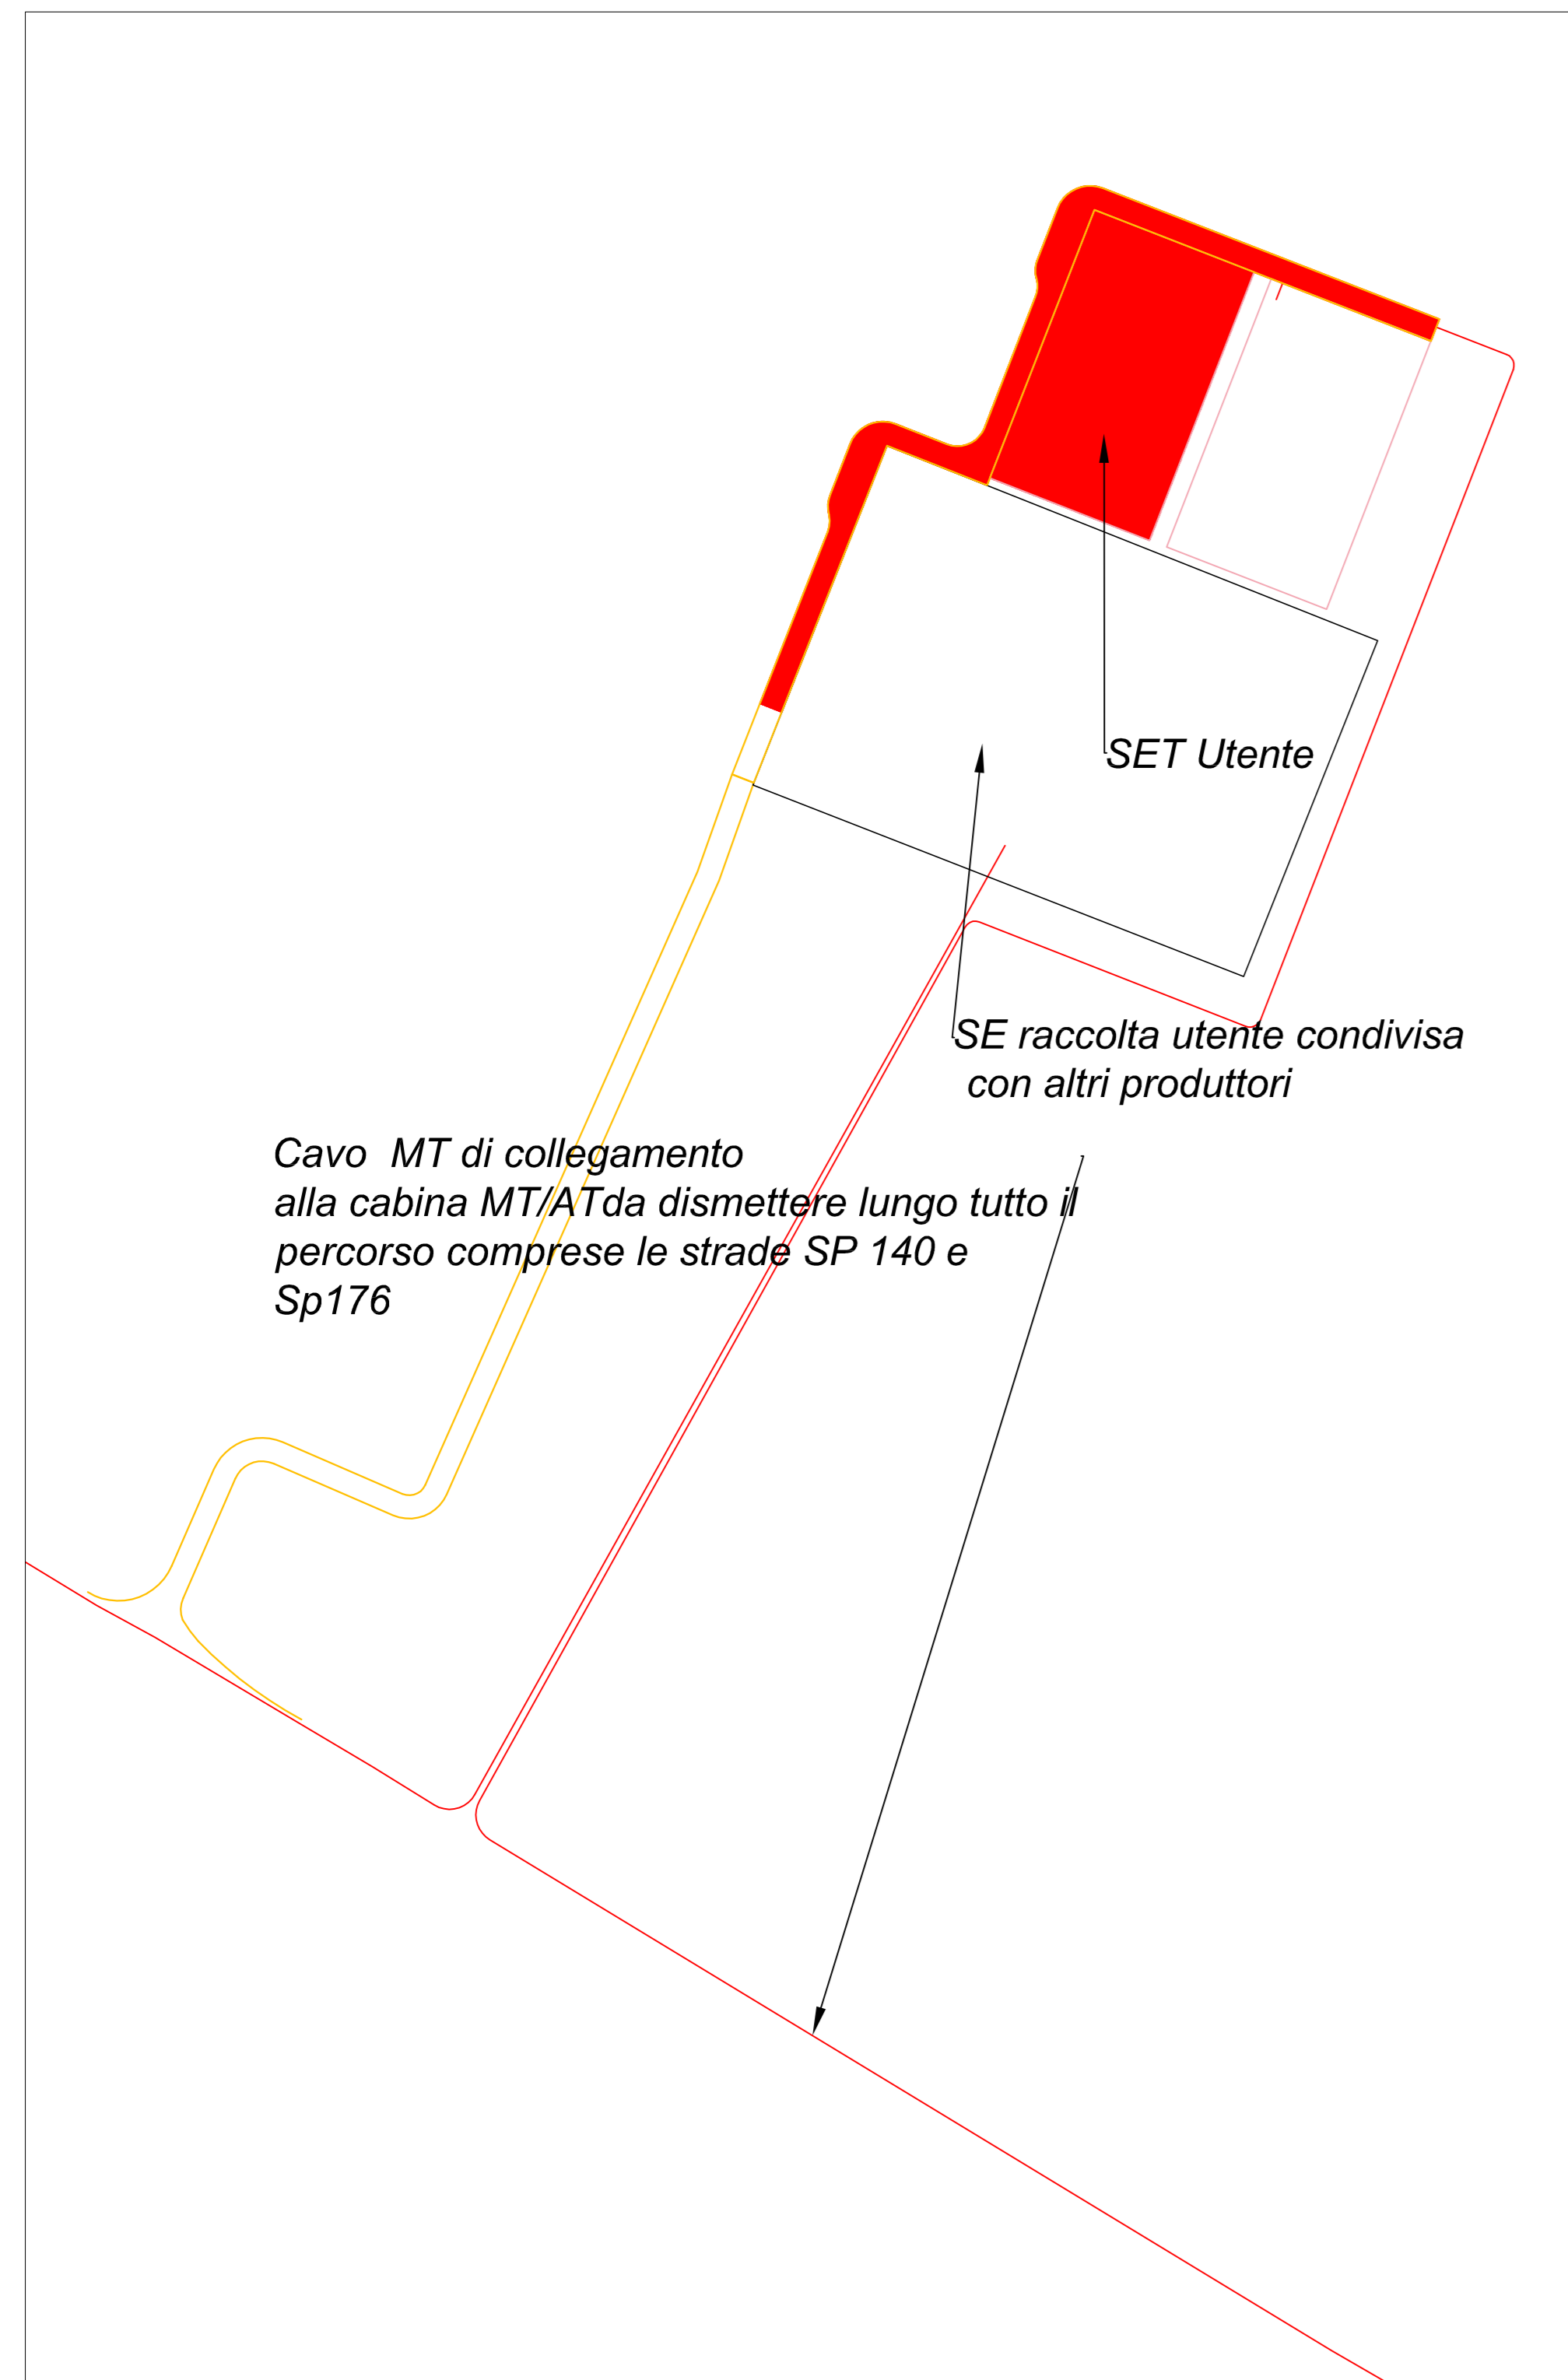 SET Utente
SE raccolta utente condivisa
con altri produttori
Cavo  MT di collegamento
alla cabina MT/ATda dismettere lungo tutto il
percorso comprese le strade SP 140 e
Sp176